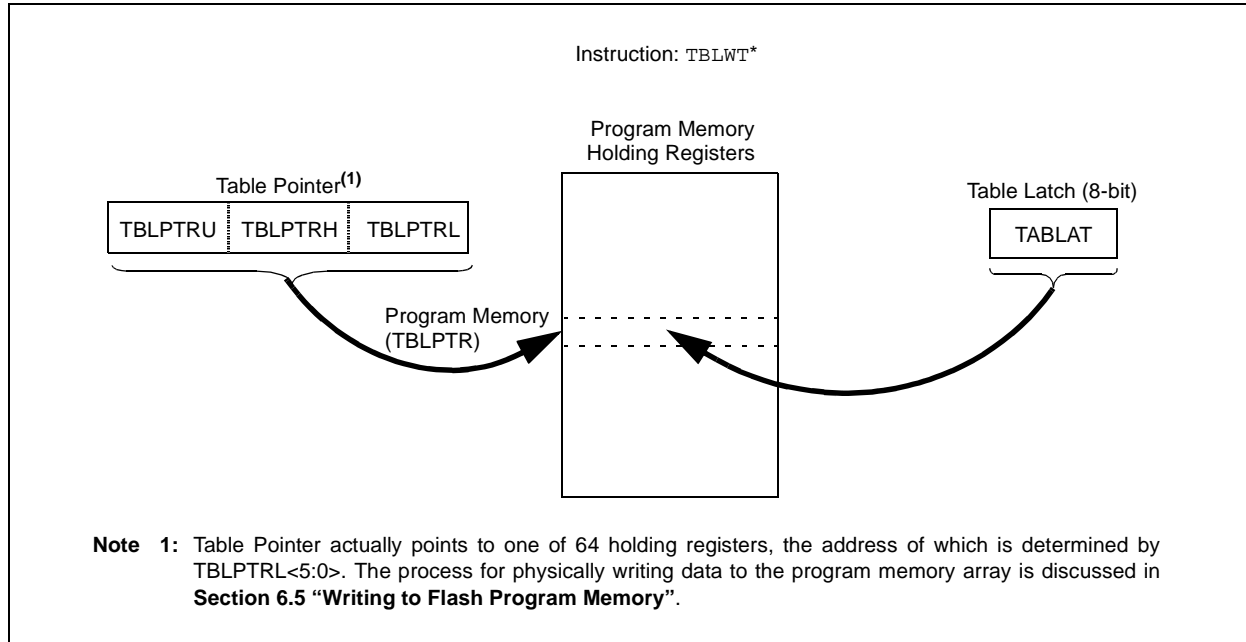 Instruction: TBLWT*
Program Memory
Holding Registers
Table Pointer(1)
Table Latch (8-bit)
TBLPTRU TBLPTRH TBLPTRL
TABLAT
Program Memory
(TBLPTR)
Note 1: Table Pointer actually points to one of 64 holding registers, the address of which is determined by
TBLPTRL<5:0>. The process for physically writing data to the program memory array is discussed in
Section 6.5 “Writing to Flash Program Memory”.